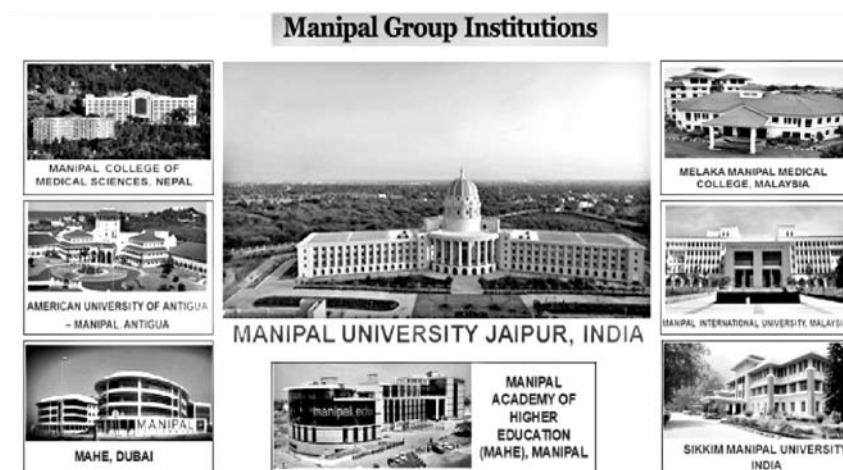 Manipal Group Institutions
MANIPAL COLLEGE OF
MEDICAL SCIENCES, NEPAL
AMERICAN UNIVERSITY OF ANTIGUA
– MANIPAL, ANTIGUA
MANIPAL
MAHE, DUBAI
MANIPAL UNIVERSITY JAIPUR, INDIA
manipal.edu
MANIPAL
ACADEMY OF
HIGHER
EDUCATION
(MAHE), MANIPAL
MELAKA MANIPAL MEDICAL
COLLEGE, MALAYSIA
MANIPAL INTERNATIONAL UNIVERSITY, MALAYSI
SIKKIM MANIPAL UNIVERSITY
INDIA